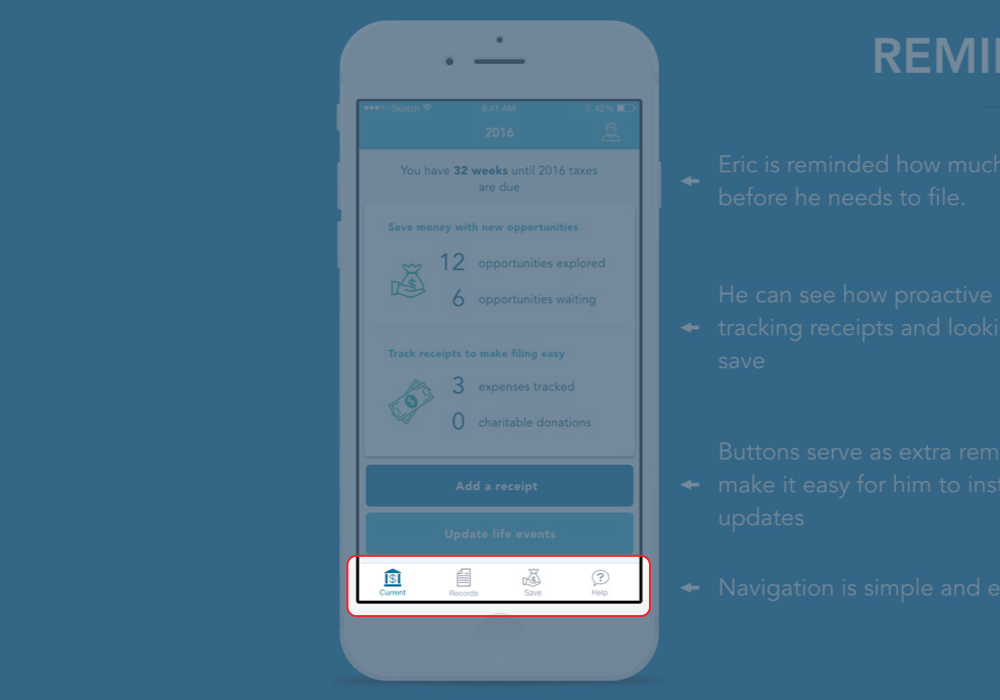 REMI
Sketch 9:41 AM 42%
2016
You have 32 weeks until 2016 taxes
are due
Save money with new opportunities
12 opportunities explored
6 opportunities waiting
Track receipts to make filing easy
3 expenses tracked
0 charitable donations
Add a receipt
Update life events
Current Records Save Help
Eric is reminded how much
before he needs to file.
He can see how proactive
tracking receipts and looki
save
Buttons serve as extra rem
make it easy for him to inst
updates
Navigation is simple and e